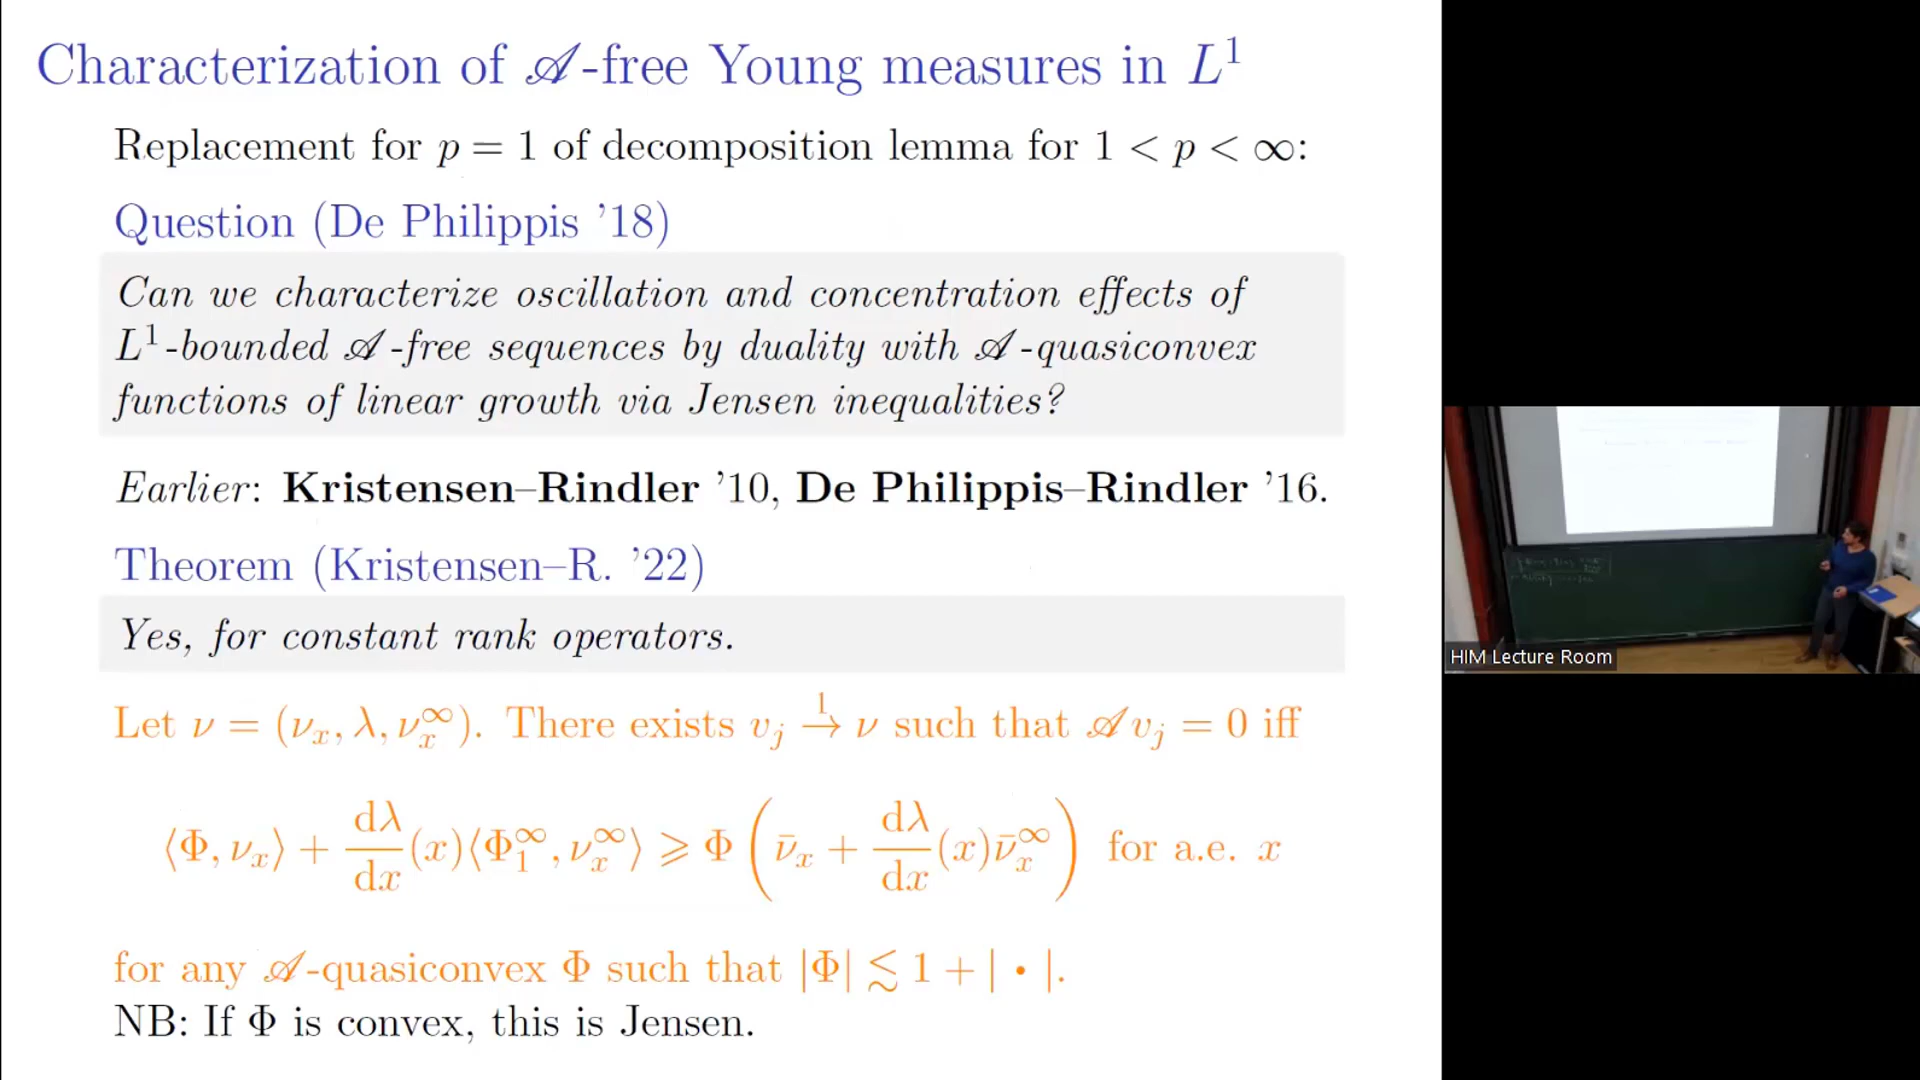 Characterization of 𝒜-free Young measures in L¹
Replacement for p = 1 of decomposition lemma for 1 < p < ∞:
Question (De Philippis ’18)
Can we characterize oscillation and concentration effects of
L¹-bounded 𝒜-free sequences by duality with 𝒜-quasiconvex
functions of linear growth via Jensen inequalities?
Earlier: Kristensen–Rindler ’10, De Philippis–Rindler ’16.
Theorem (Kristensen–R. ’22)
Yes, for constant rank operators.
Let ν = (ν_x, λ, ν_x^∞). There exists v_j →¹ ν such that 𝒜v_j = 0 iff
⟨Φ, ν_x⟩ + dλ/dx (x)⟨Φ_1^∞, ν_x^∞⟩ ⩾ Φ(ν̄_x + dλ/dx (x)ν̄_x^∞) for a.e. x
for any 𝒜-quasiconvex Φ such that |Φ| ≲ 1 + | • |.
NB: If Φ is convex, this is Jensen.
HIM Lecture Room